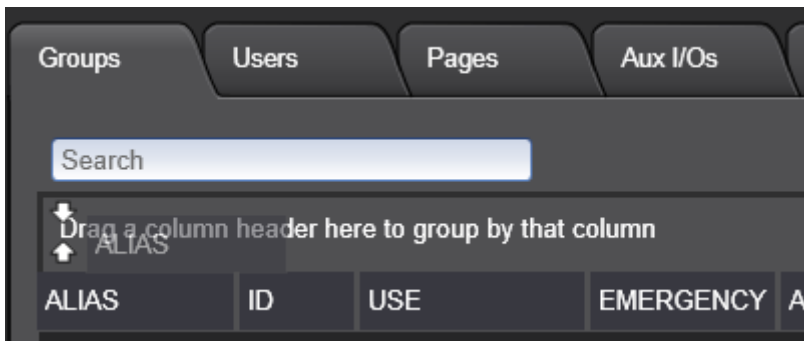 Groups Users Pages Aux I/Os
Search
Drag a column header here to group by that column
ALIAS
ALIAS ID USE EMERGENCY A